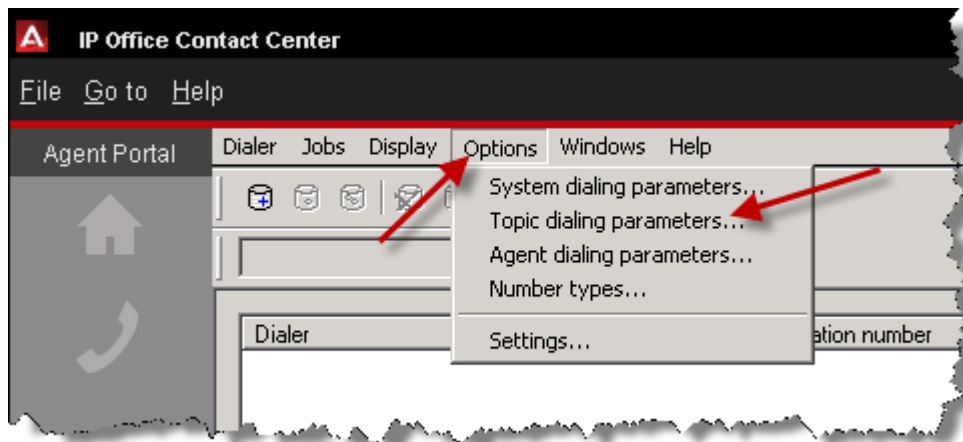 IP Office Contact Center
File Go to Help
Agent Portal
Dialer Jobs Display Options Windows Help
System dialing parameters...
Topic dialing parameters...
Agent dialing parameters...
Number types...
Settings...
Dialer
number